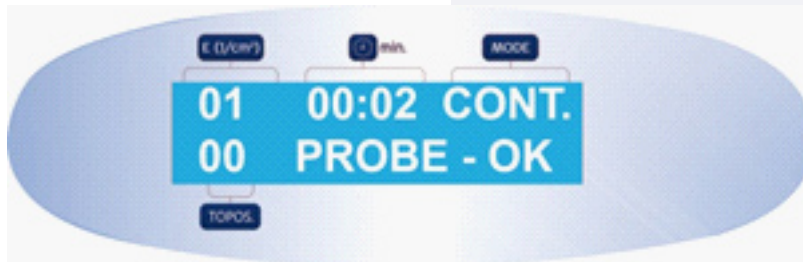 E (J/cm²) min. MODE
01 00:02 CONT.
00 PROBE - OK
TOPOS.